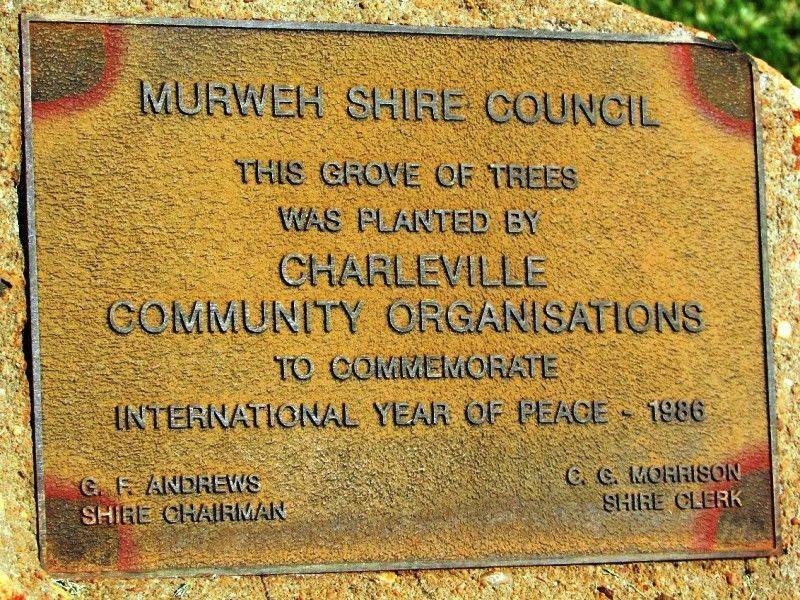 MURWEH SHIRE COUNCIL
THIS GROVE OF TREES
WAS PLANTED BY
CHARLEVILLE
COMMUNITY ORGANISATIONS
TO COMMEMORATE
INTERNATIONAL YEAR OF PEACE - 1986
G. F. ANDREWS
SHIRE CHAIRMAN
C. G. MORRISON
SHIRE CLERK